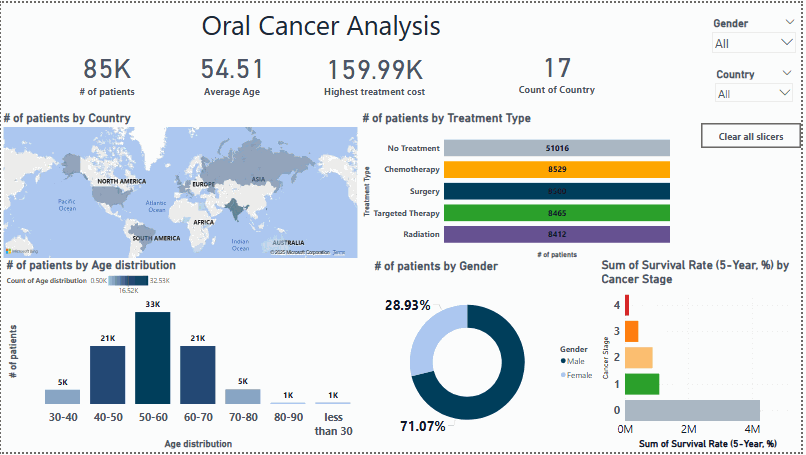 Oral Cancer Analysis
85K
# of patients
54.51
Average Age
159.99K
Highest treatment cost
17
Count of Country
Gender
All
Country
All
Clear all slicers
# of patients by Country
NORTH AMERICA
EUROPE
ASIA
Pacific
Ocean
Atlantic
Ocean
AFRICA
SOUTH AMERICA
Indian
Ocean
AUSTRALIA
Microsoft Bing
© 2025 Microsoft Corporation Terms
# of patients by Treatment Type
Treatment Type
No Treatment 51016
Chemotherapy 8529
Surgery
Targeted Therapy 8465
Radiation 8412
# of patients
# of patients by Age distribution
Count of Age distribution 0.50K 32.53K
16.52K
# of patients
5K
21K
33K
21K
5K
1K
1K
30-40
40-50
50-60
60-70
70-80
80-90
less
than 30
Age distribution
# of patients by Gender
28.93%
71.07%
Gender
Male
Female
Sum of Survival Rate (5-Year, %) by
Cancer Stage
Cancer Stage
4
3
2
1
0
0M 2M 4M
Sum of Survival Rate (5-Year, %)